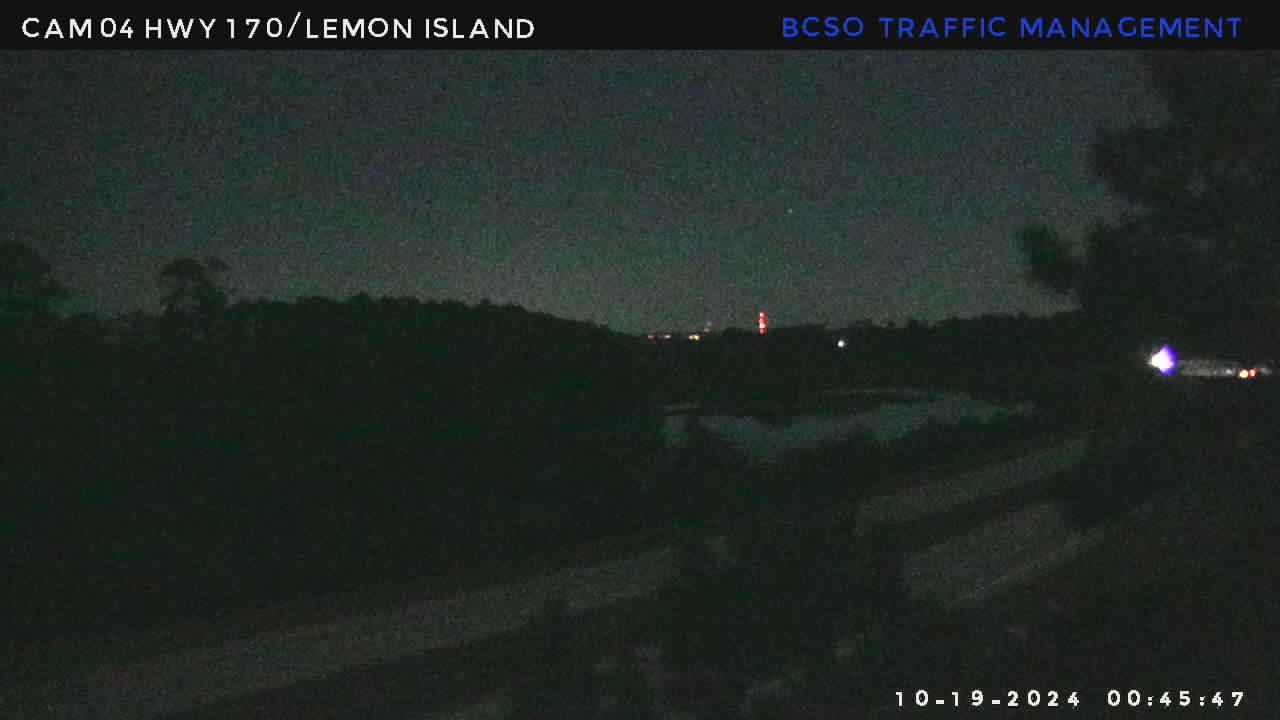 CAM04 HWY 170/LEMON ISLAND
BCSO TRAFFIC MANAGEMENT
10-19-2024 00:45:47